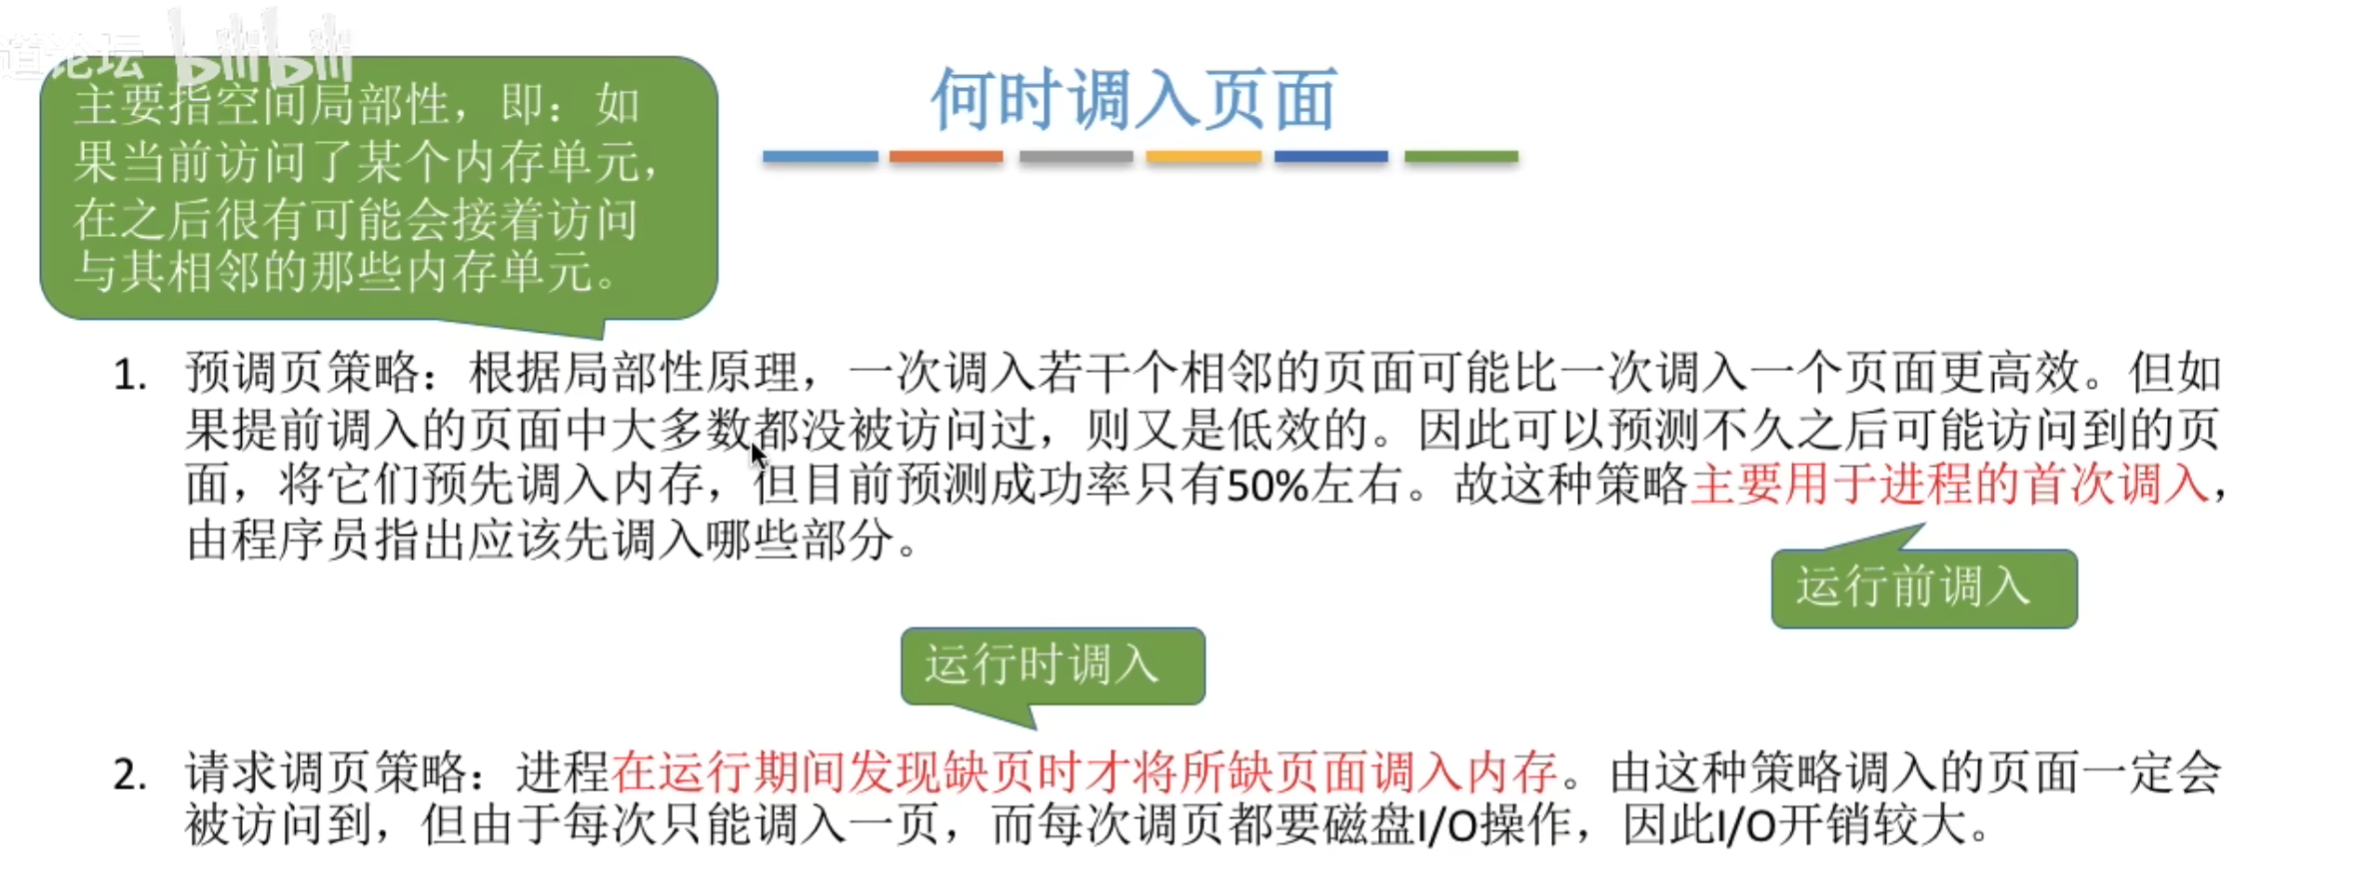 道论坛 bilibili
主要指空间局部性，即：如
果当前访问了某个内存单元，
在之后很有可能会接着访问
与其相邻的那些内存单元。
何时调入页面
1. 预调页策略：根据局部性原理，一次调入若干个相邻的页面可能比一次调入一个页面更高效。但如
果提前调入的页面中大多数都没被访问过，则又是低效的。因此可以预测不久之后可能访问到的页
面，将它们预先调入内存，但目前预测成功率只有50%左右。故这种策略主要用于进程的首次调入，
由程序员指出应该先调入哪些部分。
运行前调入
运行时调入
2. 请求调页策略：进程在运行期间发现缺页时才将所缺页面调入内存。由这种策略调入的页面一定会
被访问到，但由于每次只能调入一页，而每次调页都要磁盘I/O操作，因此I/O开销较大。